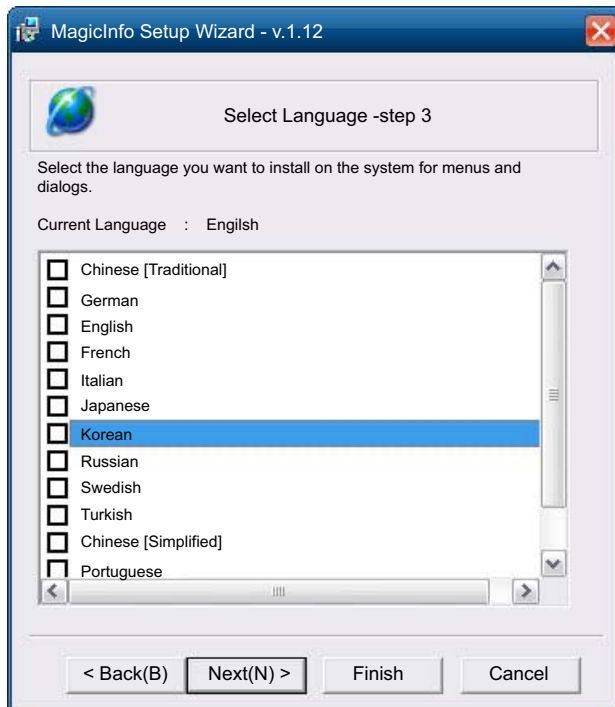 MagicInfo Setup Wizard - v.1.12
Select Language -step 3
Select the language you want to install on the system for menus and
dialogs.
Current Language : Engilsh
Chinese [Traditional]
German
English
French
Italian
Japanese
Korean
Russian
Swedish
Turkish
Chinese [Simplified]
Portuguese
< Back(B) Next(N) > Finish Cancel